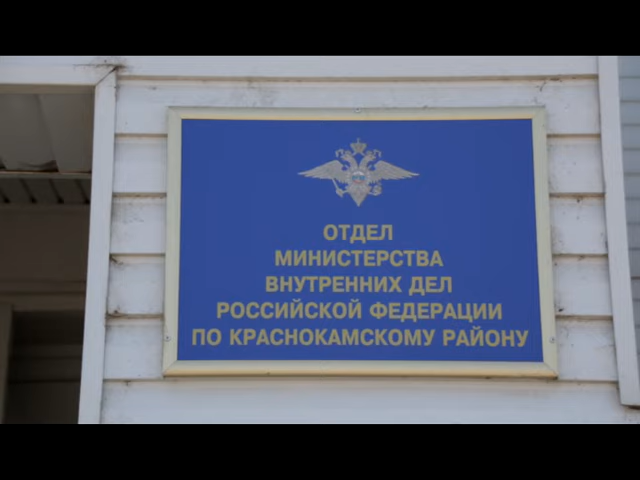 ОТДЕЛ
МИНИСТЕРСТВА
ВНУТРЕННИХ ДЕЛ
РОССИЙСКОЙ ФЕДЕРАЦИИ
ПО КРАСНОКАМСКОМУ РАЙОНУ